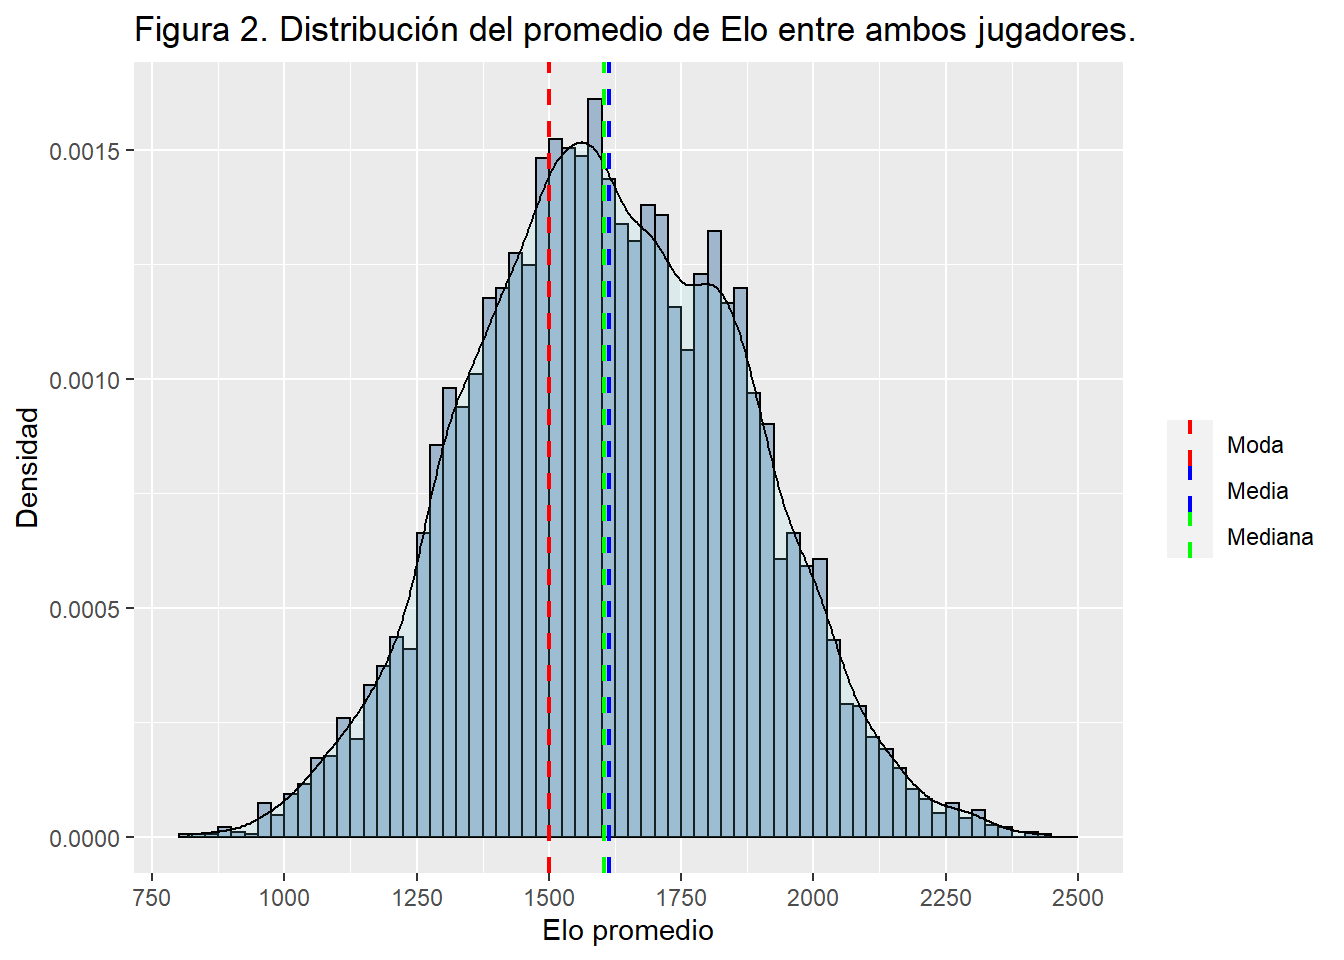 Figura 2. Distribución del promedio de Elo entre ambos jugadores.
Densidad
0.0015
0.0010
0.0005
0.0000
750 1000 1250 1500 1750 2000 2250 2500
Elo promedio
Moda
Media
Mediana